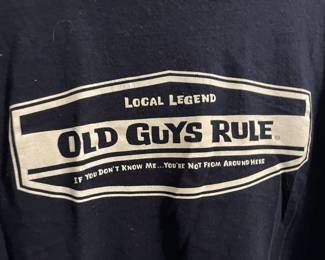 LOCAL LEGEND
OLD GUYS RULE
IF YOU DON'T KNOW ME...YOU'RE NOT FROM AROUND HERE